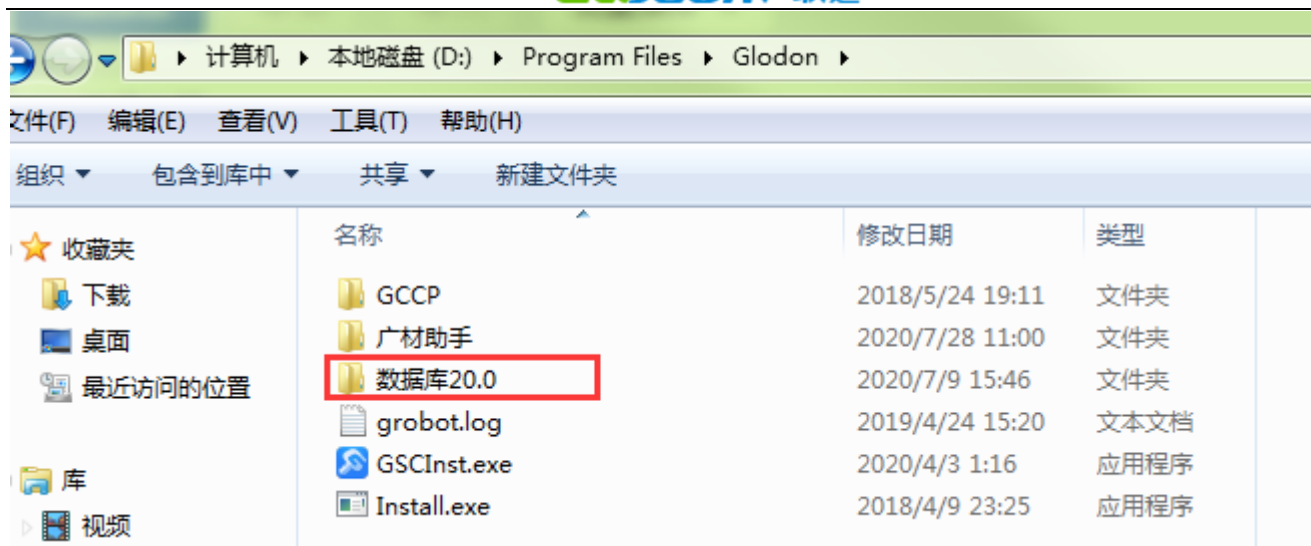 计算机 ▸ 本地磁盘 (D:) ▸ Program Files ▸ Glodon ▸
文件(F) 编辑(E) 查看(V) 工具(T) 帮助(H)
组织 包含到库中 共享 新建文件夹
名称 修改日期 类型
收藏夹
下载
桌面
最近访问的位置
库
视频
GCCP 2018/5/24 19:11 文件夹
广材助手 2020/7/28 11:00 文件夹
数据库20.0 2020/7/9 15:46 文件夹
grobot.log 2019/4/24 15:20 文本文档
GSCInst.exe 2020/4/3 1:16 应用程序
Install.exe 2018/4/9 23:25 应用程序